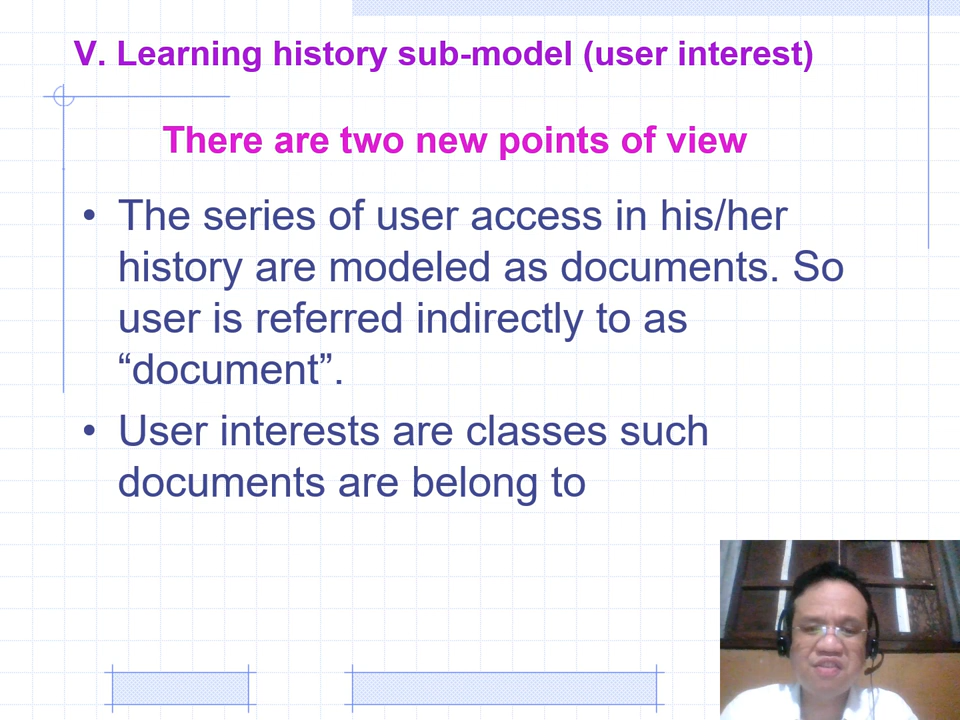 V. Learning history sub-model (user interest)
There are two new points of view
• The series of user access in his/her
history are modeled as documents. So
user is referred indirectly to as
“document”.
• User interests are classes such
documents are belong to